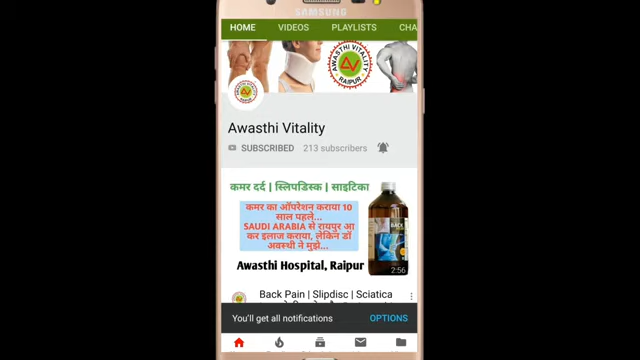 SAMSUNG
HOME VIDEOS PLAYLISTS CHA
AWASTHI VITALITY
RAIPUR
Awasthi Vitality
SUBSCRIBED 213 subscribers
कमर दर्द | स्लिपडिस्क | साइटिका
कमर का ऑपरेशन कराया 10
साल पहले...
SAUDI ARABIA से रायपुर आ
कर इलाज कराया, लेकिन डॉ
अवस्थी ने मुझे...
Awasthi Hospital, Raipur
BACK
2:56
Back Pain | Slipdisc | Sciatica
You'll get all notifications OPTIONS